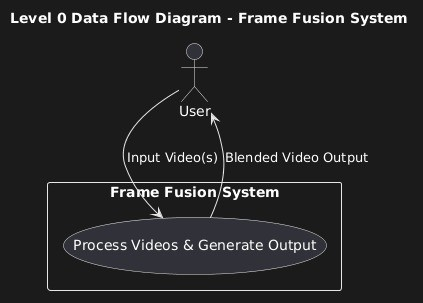 Level 0 Data Flow Diagram - Frame Fusion System
User
Input Video(s)
Blended Video Output
Frame Fusion System
Process Videos & Generate Output